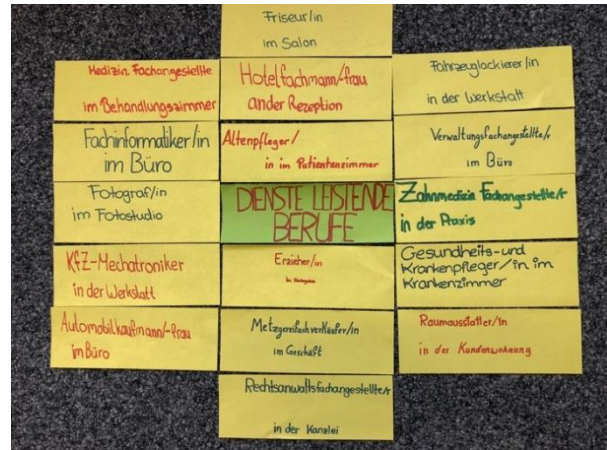 Friseur/in
im Salon
Medizin. Fachangestellte
im Behandlungszimmer
Hotelfachmann/-frau
an der Rezeption
Fahrzeuglackierer/in
in der Werkstatt
Fachinformatiker/in
im Büro
Altenpfleger/
in im Patientenzimmer
Verwaltungsfachangestellte/r
im Büro
Fotograf/in
im Fotostudio
DIENSTE LEISTENDE
BERUFE
Zahnmedizin Fachangestellte/r
in der Praxis
KfZ-Mechatroniker
in der Werkstatt
Erzieher/in
im
Gesundheits- und
Krankenpfleger/in im
Krankenzimmer
Automobilkaufmann/-frau
im Büro
Metzgereifachverkäufer/in
im Geschäft
Raumausstatter/in
in der Kundenwohnung
Rechtsanwaltsfachangestellte/r
in der Kanzlei